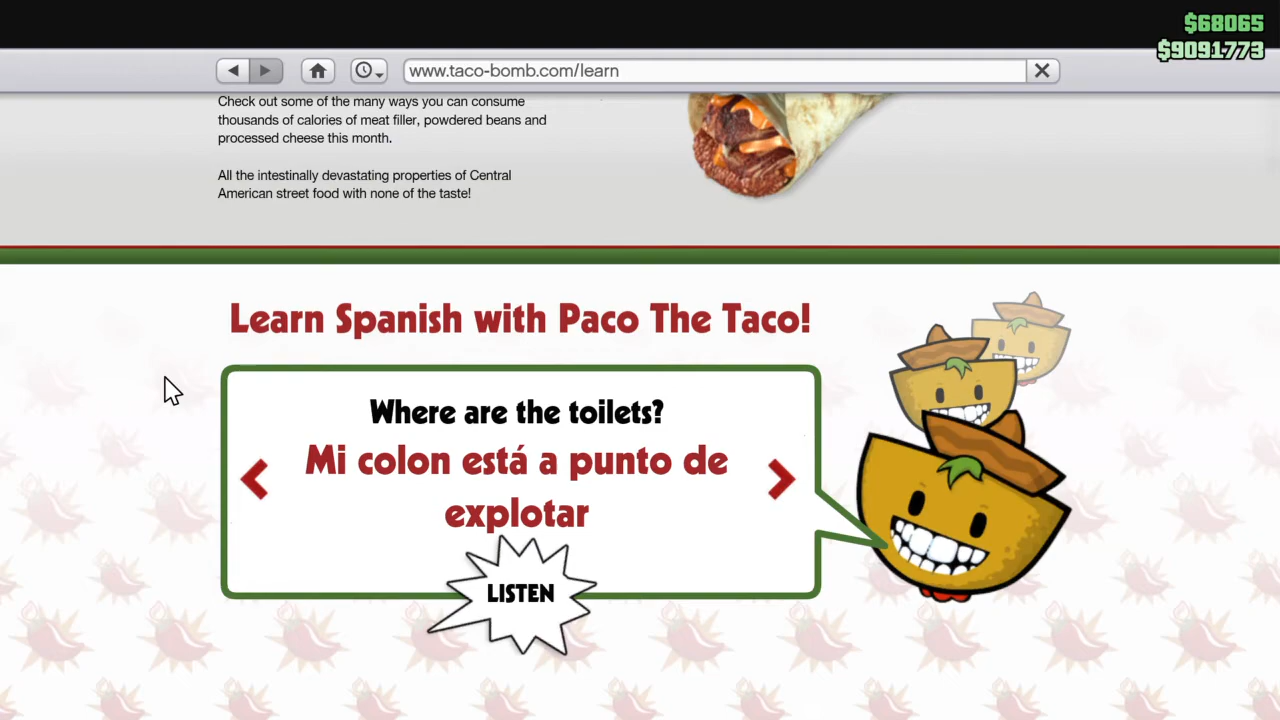 $68065
$9091773
www.taco-bomb.com/learn
Check out some of the many ways you can consume
thousands of calories of meat filler, powdered beans and
processed cheese this month.
All the intestinally devastating properties of Central
American street food with none of the taste!
Learn Spanish with Paco The Taco!
Where are the toilets?
Mi colon está a punto de
explotar
LISTEN